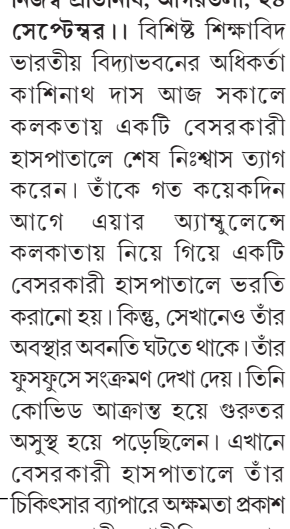 নিজস্ব প্রতিনিধি, আগরতলা, ২৪
সেপ্টেম্বর।। বিশিষ্ট শিক্ষাবিদ
ভারতীয় বিদ্যাভবনের অধিকর্তা
কাশিনাথ দাস আজ সকালে
কলকতায় একটি বেসরকারী
হাসপাতালে শেষ নিঃশ্বাস ত্যাগ
করেন। তাঁকে গত কয়েকদিন
আগে এয়ার অ্যাম্বুলেন্সে
কলকাতায় নিয়ে গিয়ে একটি
বেসরকারী হাসপাতালে ভরতি
করানো হয়। কিন্তু, সেখানেও তাঁর
অবস্থার অবনতি ঘটতে থাকে। তাঁর
ফুসফুসে সংক্রমণ দেখা দেয়। তিনি
কোভিড আক্রান্ত হয়ে গুরুতর
অসুস্থ হয়ে পড়েছিলেন। এখানে
বেসরকারী হাসপাতালে তাঁর
চিকিৎসার ব্যাপারে অক্ষমতা প্রকাশ